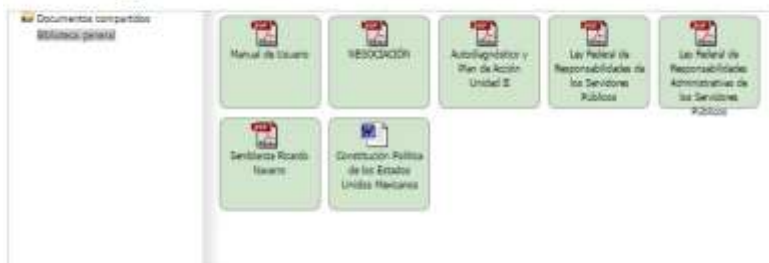 Documentos compartidos
Biblioteca general
Manual de Usuario
NEGOCIACIÓN
Autodiagnóstico y
Plan de Acción
Unidad II
Ley Federal de
Responsabilidades de
los Servidores
Públicos
Ley Federal de
Responsabilidades
Administrativas de
los Servidores
Públicos
Semblanza Ricardo
Navarro
Constitución Política
de los Estados
Unidos Mexicanos